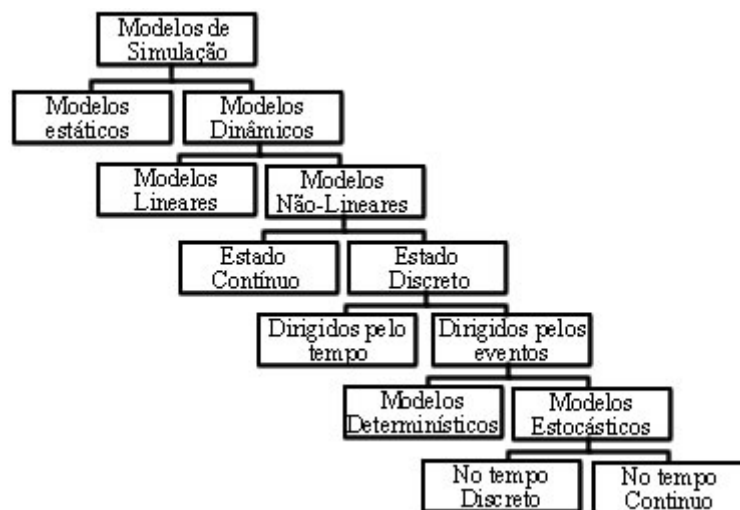 Modelos de
Simulação
Modelos
estáticos
Modelos
Dinâmicos
Modelos
Lineares
Modelos
Não-Lineares
Estado
Contínuo
Estado
Discreto
Dirigidos pelo
tempo
Dirigidos pelos
eventos
Modelos
Determinísticos
Modelos
Estocásticos
No tempo
Discreto
No tempo
Continuo